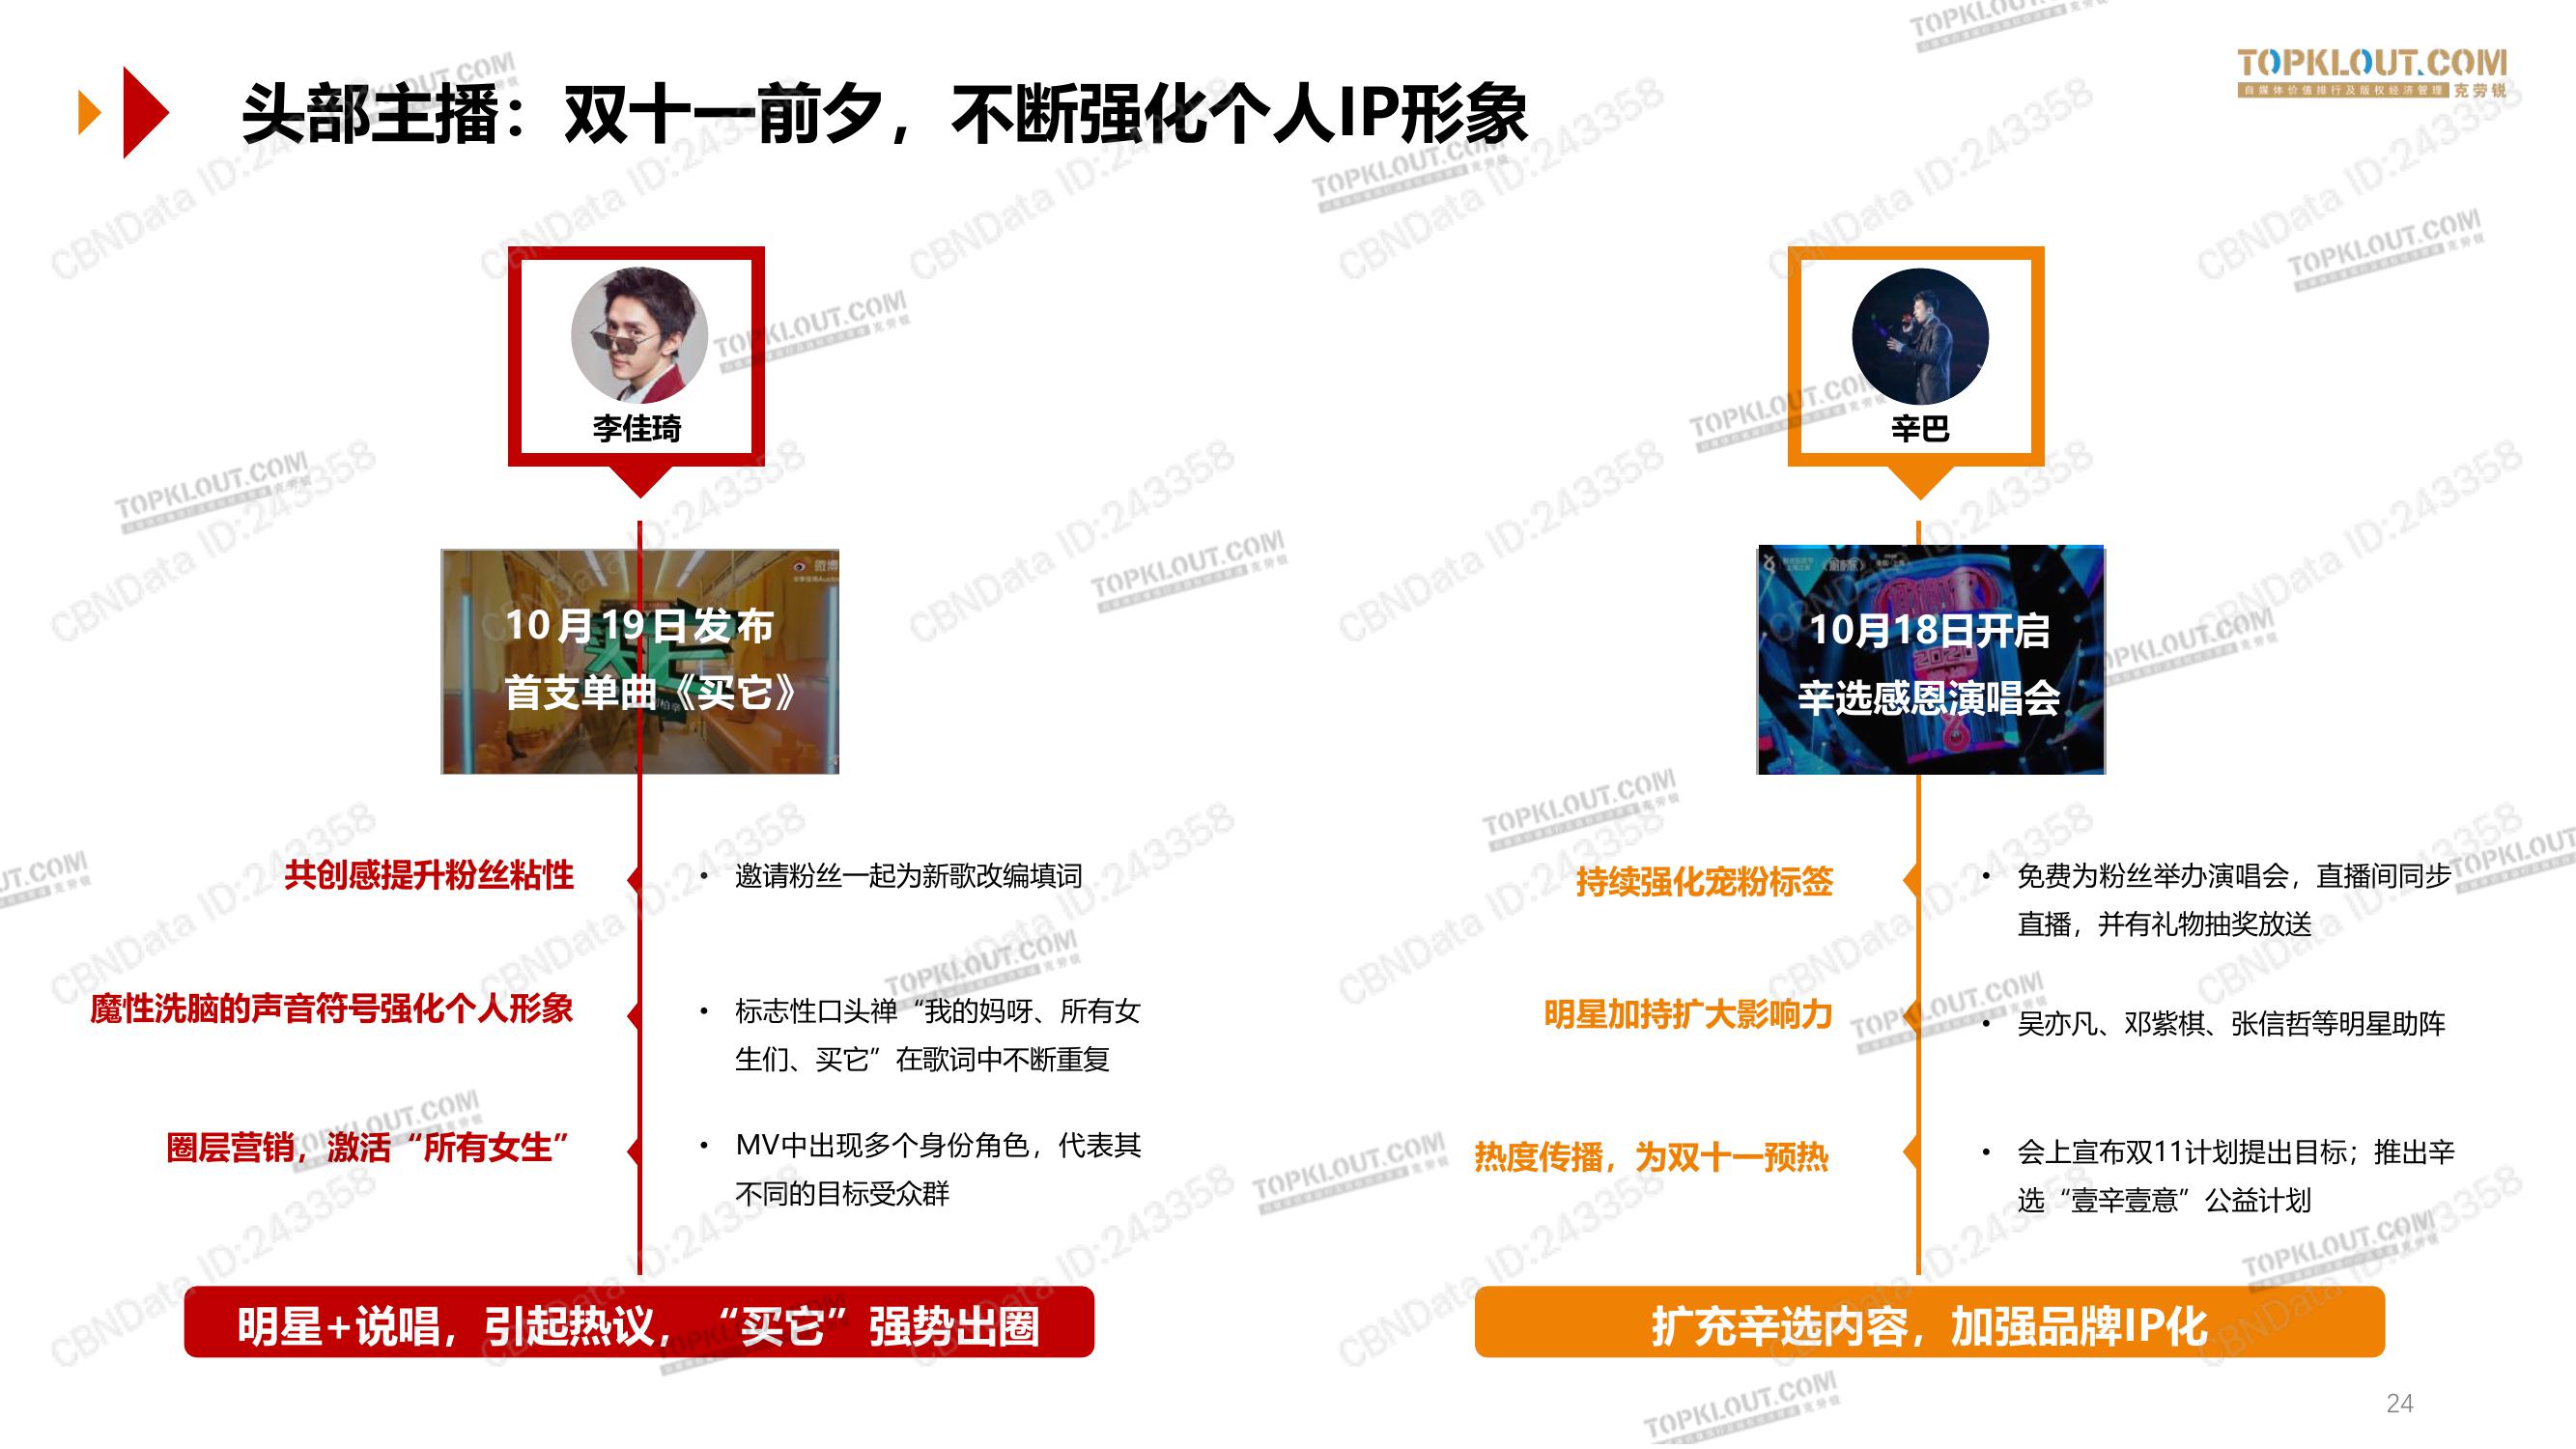 头部主播：双十一前夕，不断强化个人IP形象
TOPKLOUT.COM
自媒体价值排行及版权经济管理 克劳锐
李佳琦
10月19日发布
首支单曲《买它》
共创感提升粉丝粘性
• 邀请粉丝一起为新歌改编填词
魔性洗脑的声音符号强化个人形象
• 标志性口头禅“我的妈呀、所有女
生们、买它”在歌词中不断重复
圈层营销，激活“所有女生”
• MV中出现多个身份角色，代表其
不同的目标受众群
明星+说唱，引起热议，“买它”强势出圈
辛巴
10月18日开启
辛选感恩演唱会
持续强化宠粉标签
• 免费为粉丝举办演唱会，直播间同步
直播，并有礼物抽奖放送
明星加持扩大影响力
• 吴亦凡、邓紫棋、张信哲等明星助阵
热度传播，为双十一预热
• 会上宣布双11计划提出目标；推出辛
选“壹辛壹意”公益计划
扩充辛选内容，加强品牌IP化
24
CBNData ID:243358